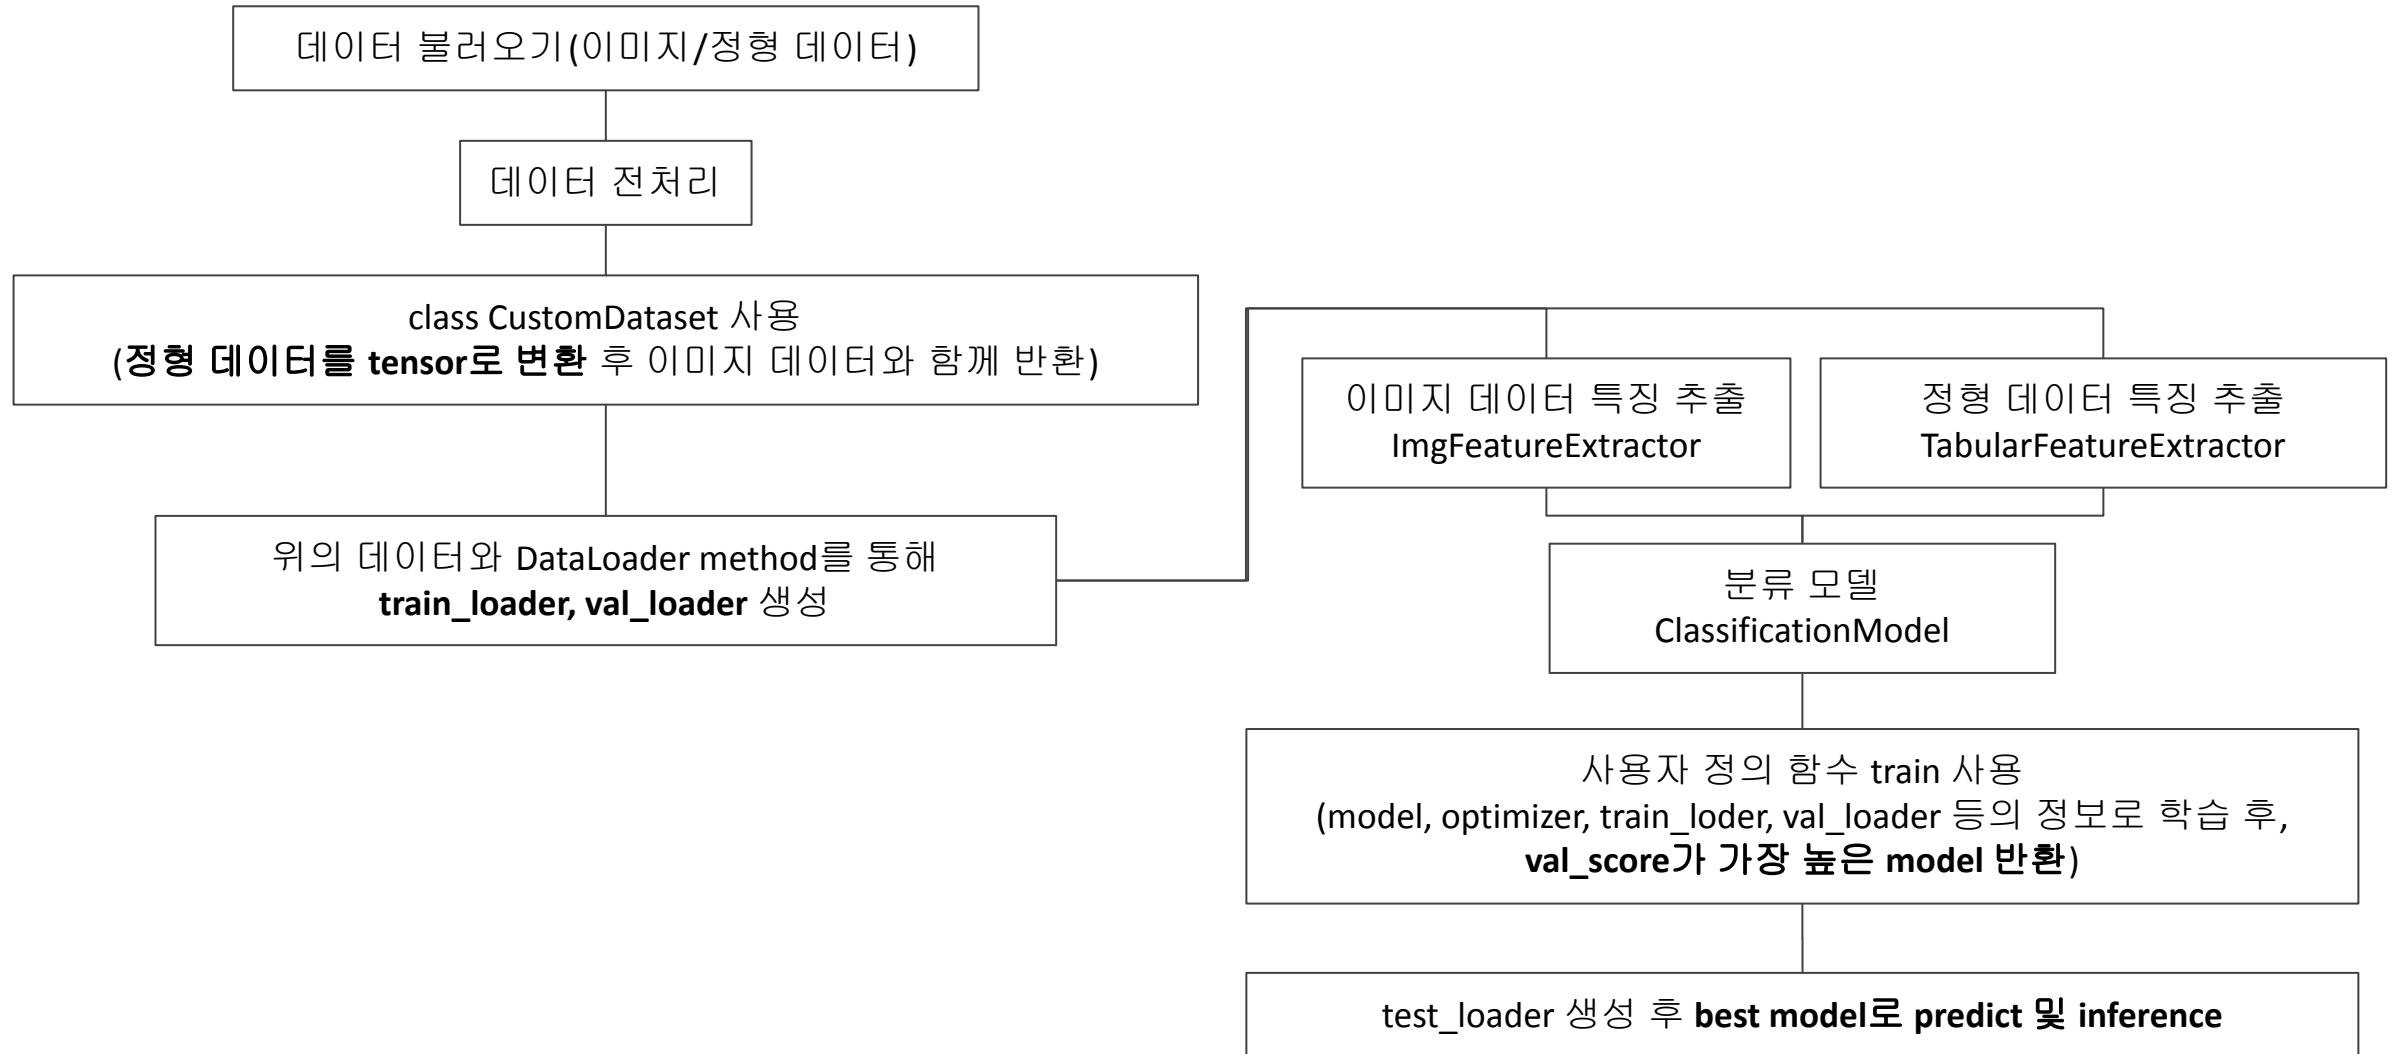 데이터 불러오기(이미지/정형 데이터)
데이터 전처리
class CustomDataset 사용
(정형 데이터를 tensor로 변환 후 이미지 데이터와 함께 반환)
위의 데이터와 DataLoader method를 통해
train_loader, val_loader 생성
이미지 데이터 특징 추출
ImgFeatureExtractor
정형 데이터 특징 추출
TabularFeatureExtractor
분류 모델
ClassificationModel
사용자 정의 함수 train 사용
(model, optimizer, train_loder, val_loader 등의 정보로 학습 후,
val_score가 가장 높은 model 반환)
test_loader 생성 후 best model로 predict 및 inference